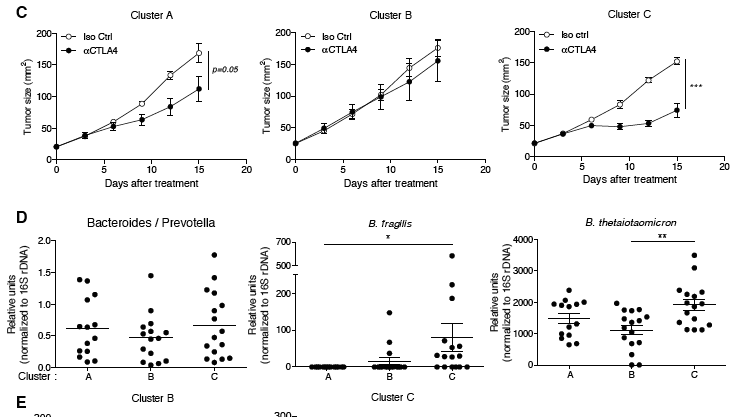 C
Cluster A
Cluster B
Cluster C
Iso Ctrl
αCTLA4
Iso Ctrl
αCTLA4
Iso ctrl
αCTLA4
200
150
100
50
0
200
150
100
50
0
200
150
100
50
0
Tumor size (mm²)
Tumor size (mm²)
Tumor size (mm²)
p=0.05
***
0 5 10 15 20
0 5 10 15 20
0 5 10 15 20
Days after treatment
Days after treatment
Days after treatment
D
Bacteroides / Prevotella
B. fragilis
B. thetaiotaomicron
Relative units
(normalized to 16S rDNA)
2.0
1.5
1.0
0.5
0.0
Cluster : A B C
Relative units
(normalized to 16S rDNA)
700
500
200
100
0
*
A B C
Relative units
(normalized to 16S rDNA)
4000
3000
2000
1000
0
**
A B C
E
Cluster B
Cluster C
300
300